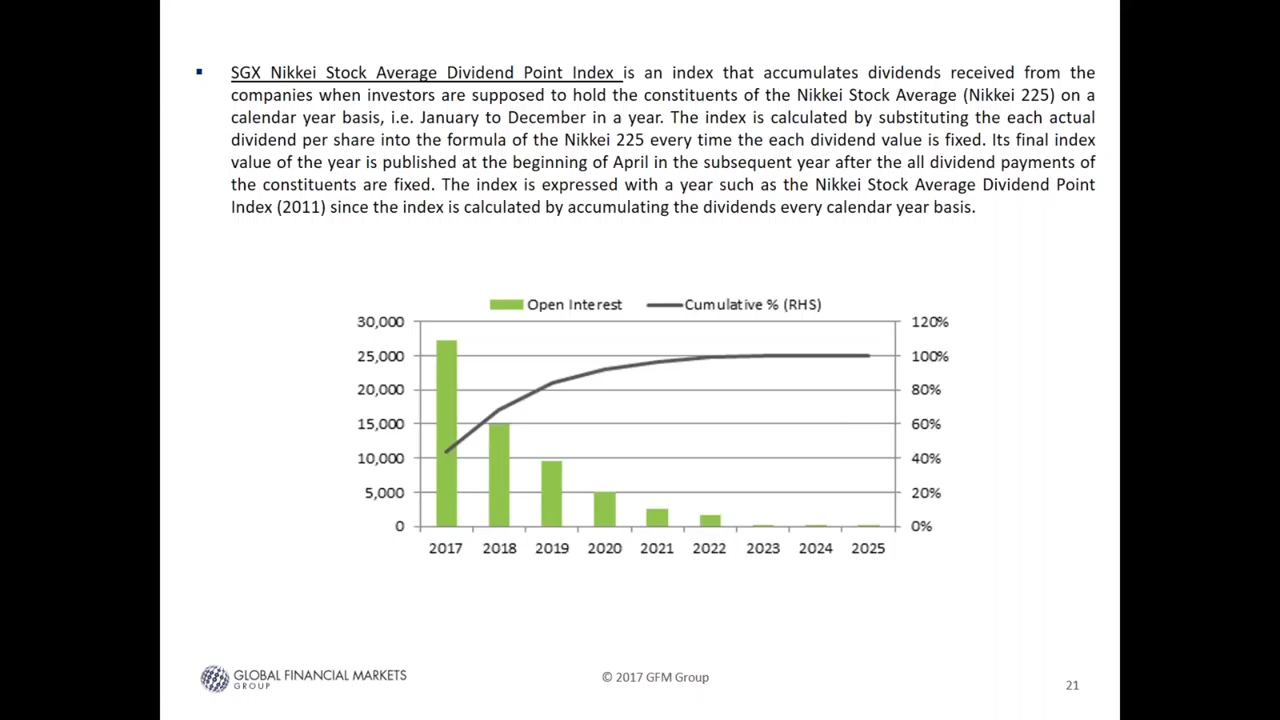 SGX Nikkei Stock Average Dividend Point Index is an index that accumulates dividends received from the
companies when investors are supposed to hold the constituents of the Nikkei Stock Average (Nikkei 225) on a
calendar year basis, i.e. January to December in a year. The index is calculated by substituting the each actual
dividend per share into the formula of the Nikkei 225 every time the each dividend value is fixed. Its final index
value of the year is published at the beginning of April in the subsequent year after the all dividend payments of
the constituents are fixed. The index is expressed with a year such as the Nikkei Stock Average Dividend Point
Index (2011) since the index is calculated by accumulating the dividends every calendar year basis.
Open Interest Cumulative % (RHS)
30,000 120%
25,000 100%
20,000 80%
15,000 60%
10,000 40%
5,000 20%
0 0%
2017 2018 2019 2020 2021 2022 2023 2024 2025
GLOBAL FINANCIAL MARKETS
GROUP
© 2017 GFM Group
21